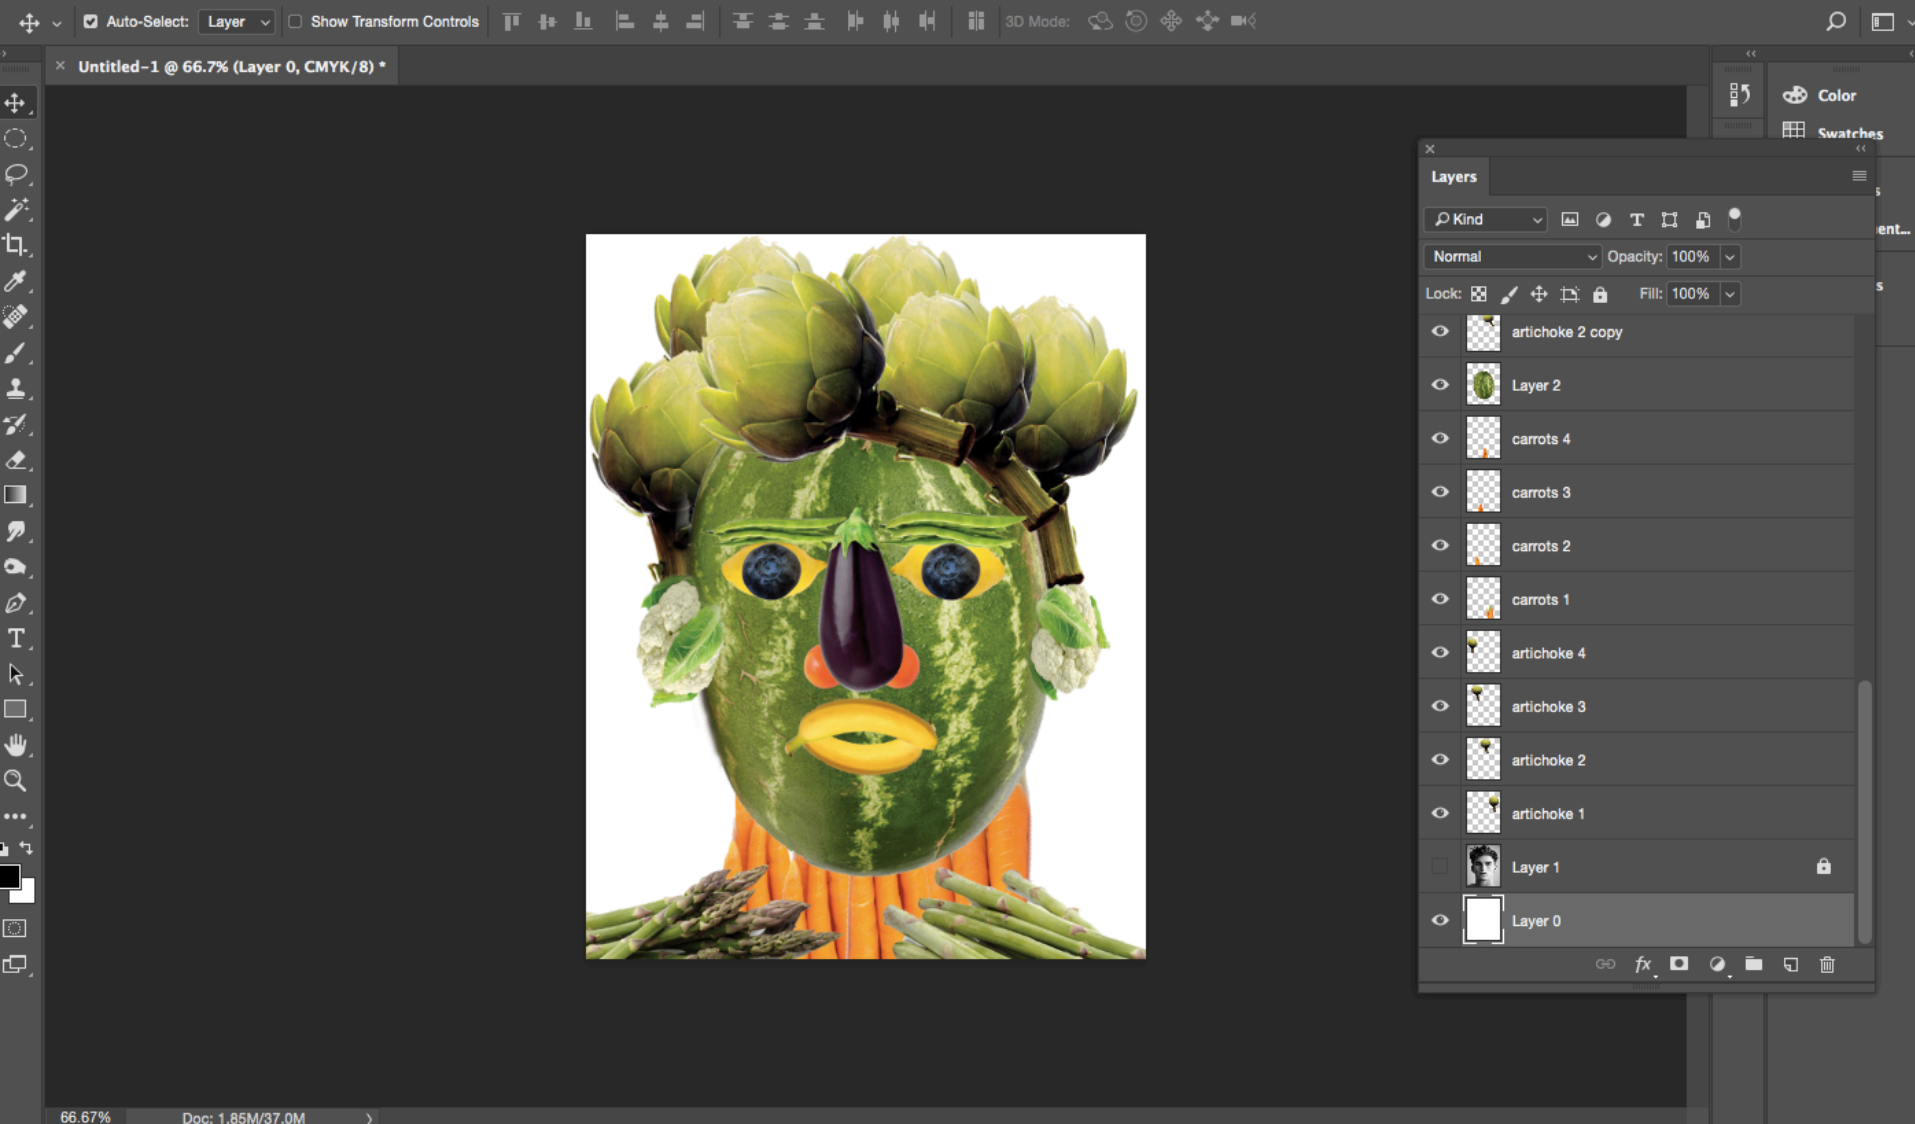 Auto-Select: Layer Show Transform Controls 3D Mode:
Untitled-1 @ 66.7% (Layer 0, CMYK/8) *
Color
Swatches
Layers
s
Kind T
ent...
Normal Opacity: 100%
s
Lock: Fill: 100%
artichoke 2 copy
Layer 2
carrots 4
carrots 3
carrots 2
carrots 1
artichoke 4
artichoke 3
artichoke 2
artichoke 1
Layer 1
Layer 0
fx
T
66.67% Doc: 1.85M/37.0M